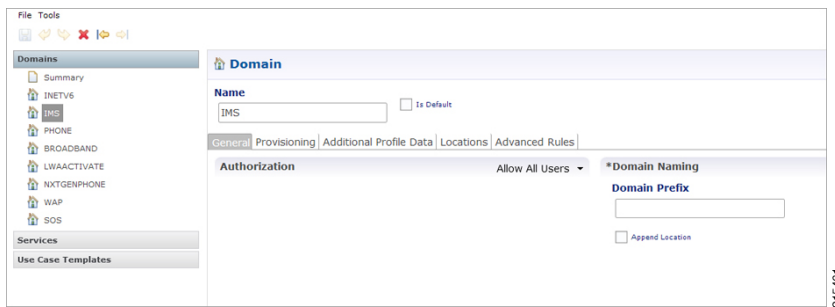 File Tools
Domains
Summary
INETV6
IMS
PHONE
BROADBAND
LWAACTIVATE
NXTGENPHONE
WAP
SOS
Services
Use Case Templates
Domain
Name
IMS
Is Default
General Provisioning Additional Profile Data Locations Advanced Rules
Authorization
Allow All Users
*Domain Naming
Domain Prefix
Append Location